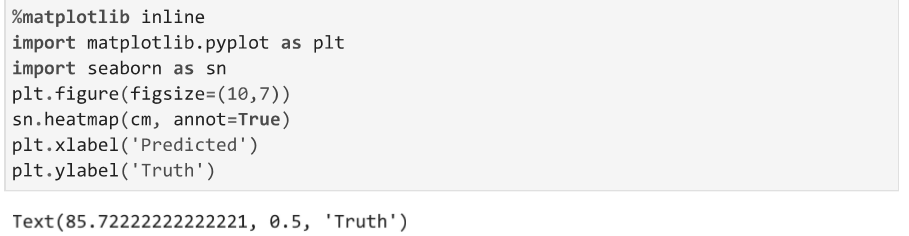 %matplotlib inline
import matplotlib.pyplot as plt
import seaborn as sn
plt.figure(figsize=(10,7))
sn.heatmap(cm, annot=True)
plt.xlabel('Predicted')
plt.ylabel('Truth')
Text(85.72222222222221, 0.5, 'Truth')